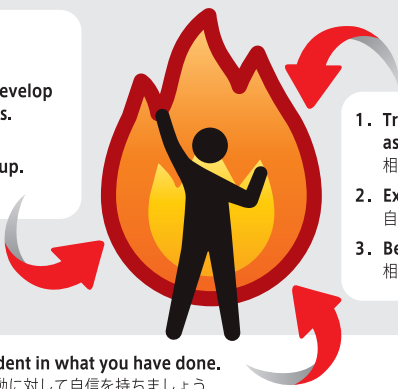 evelop
s.
up.
1. Tr
as
相
2. Ex
自
3. Be
相
dent in what you have done.
動に対して自信を持ちましょう